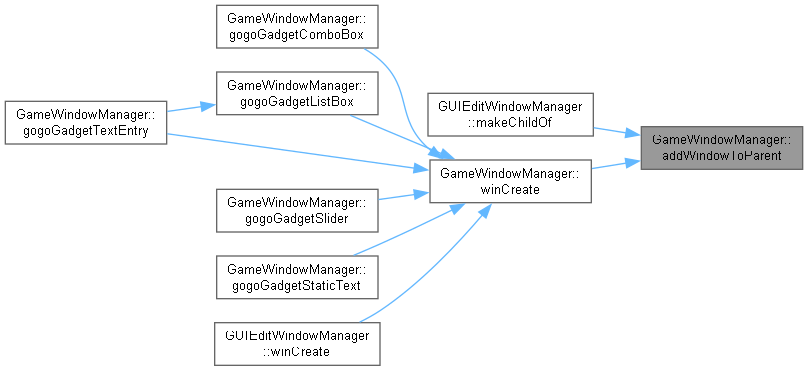 GameWindowManager::
gogoGadgetComboBox
GameWindowManager::
gogoGadgetListBox
GameWindowManager::
gogoGadgetTextEntry
GUIEditWindowManager
::makeChildOf
GameWindowManager::
addWindowToParent
GameWindowManager::
winCreate
GameWindowManager::
gogoGadgetSlider
GameWindowManager::
gogoGadgetStaticText
GUIEditWindowManager
::winCreate